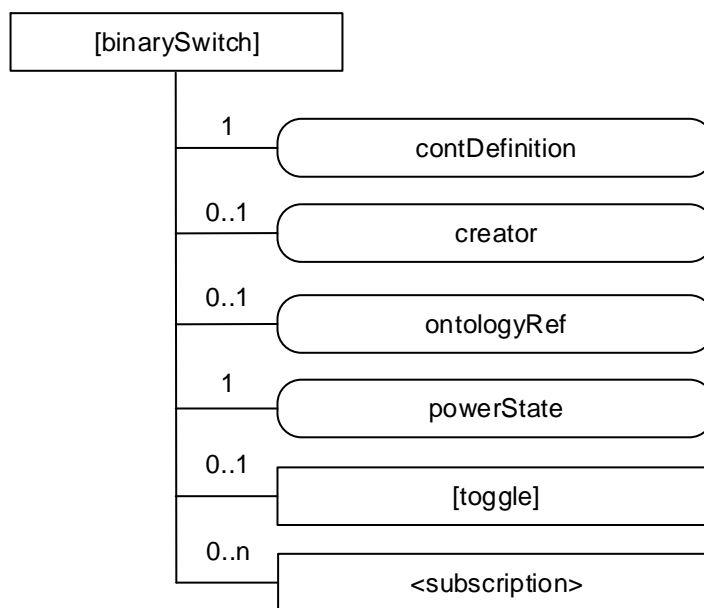 [binarySwitch]
1
contDefinition
0..1
creator
0..1
ontologyRef
1
powerState
0..1
[toggle]
0..n
<subscription>